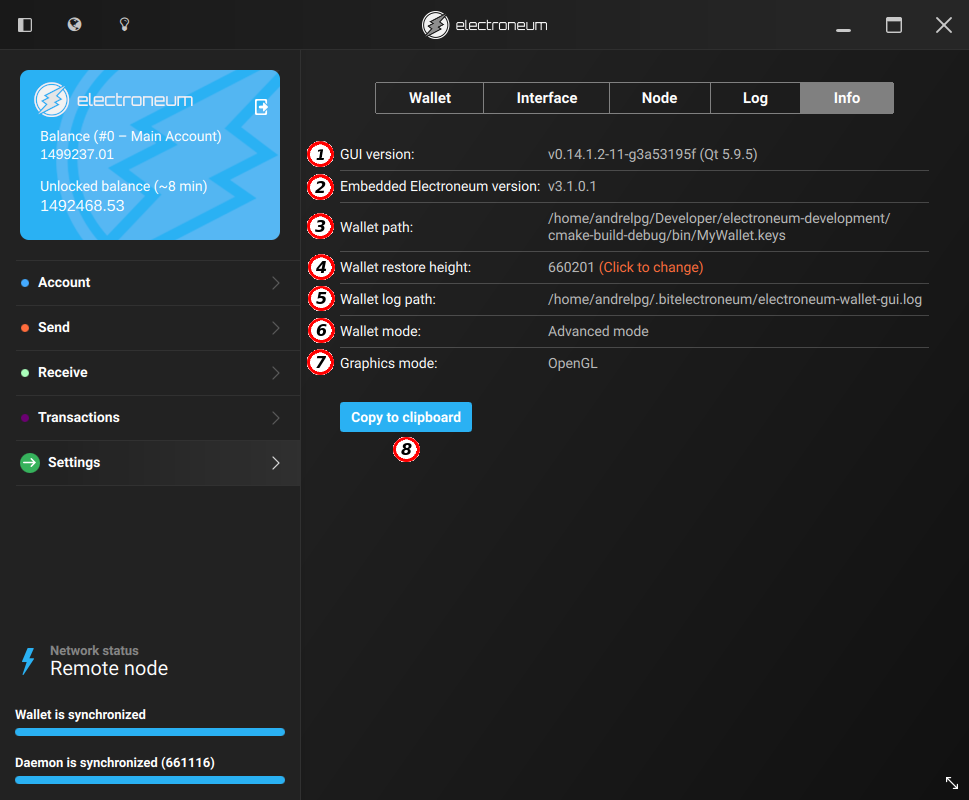 electroneum
electroneum
Balance (#0 – Main Account)
1499237.01
Unlocked balance (~8 min)
1492468.53
Account
Send
Receive
Transactions
Settings
Network status
Remote node
Wallet is synchronized
Daemon is synchronized (661116)
Wallet Interface Node Log Info
1 GUI version: v0.14.1.2-11-g3a53195f (Qt 5.9.5)
2 Embedded Electroneum version: v3.1.0.1
3 Wallet path: /home/andrelpg/Developer/electroneum-development/
cmake-build-debug/bin/MyWallet.keys
4 Wallet restore height: 660201 (Click to change)
5 Wallet log path: /home/andrelpg/.bitelectroneum/electroneum-wallet-gui.log
6 Wallet mode: Advanced mode
7 Graphics mode: OpenGL
Copy to clipboard
8